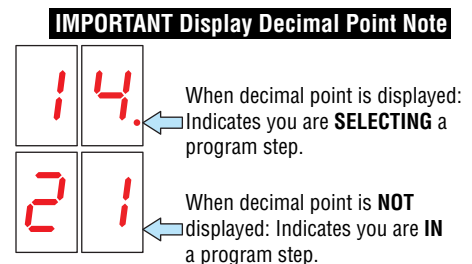 IMPORTANT Display Decimal Point Note
14.
When decimal point is displayed:
Indicates you are SELECTING a
program step.
21
When decimal point is NOT
displayed: Indicates you are IN
a program step.